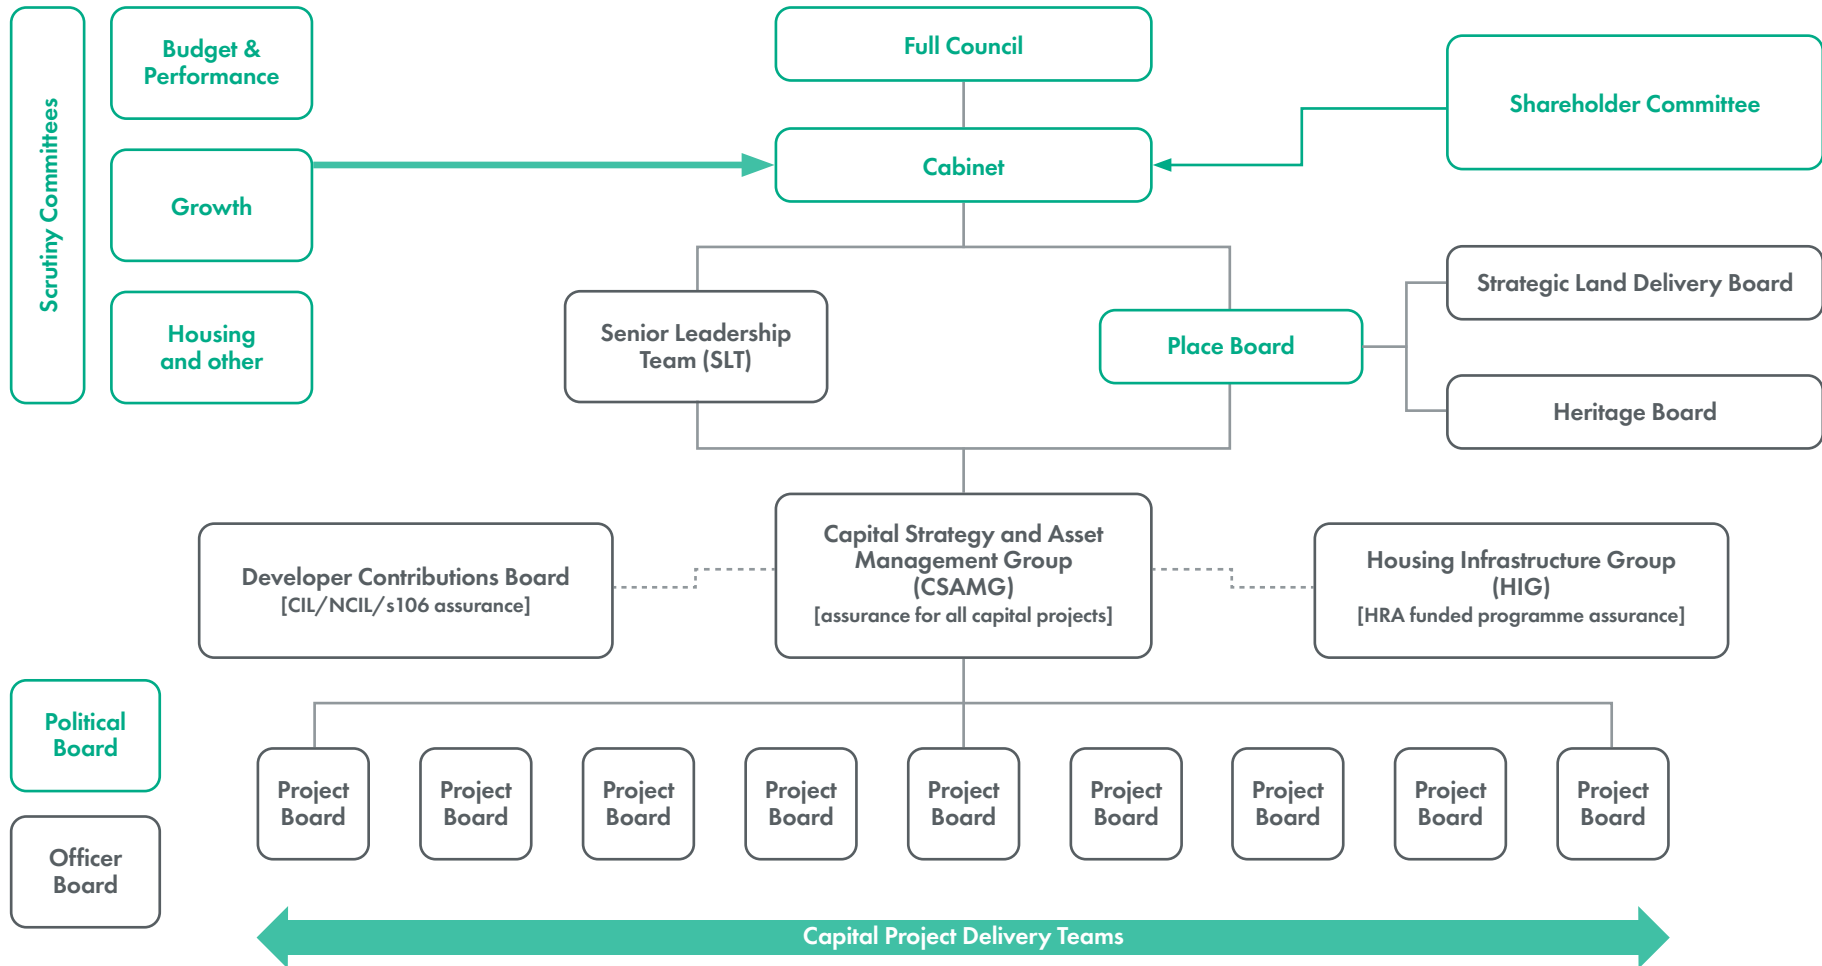 Scrutiny Committees
Budget &
Performance
Growth
Housing
and other
Full Council
Cabinet
Shareholder Committee
Senior Leadership
Team (SLT)
Place Board
Strategic Land Delivery Board
Heritage Board
Developer Contributions Board
[CIL/NCIL/s106 assurance]
Capital Strategy and Asset
Management Group
(CSAMG)
[assurance for all capital projects]
Housing Infrastructure Group
(HIG)
[HRA funded programme assurance]
Political
Board
Officer
Board
Project
Board
Project
Board
Project
Board
Project
Board
Project
Board
Project
Board
Project
Board
Project
Board
Project
Board
Capital Project Delivery Teams